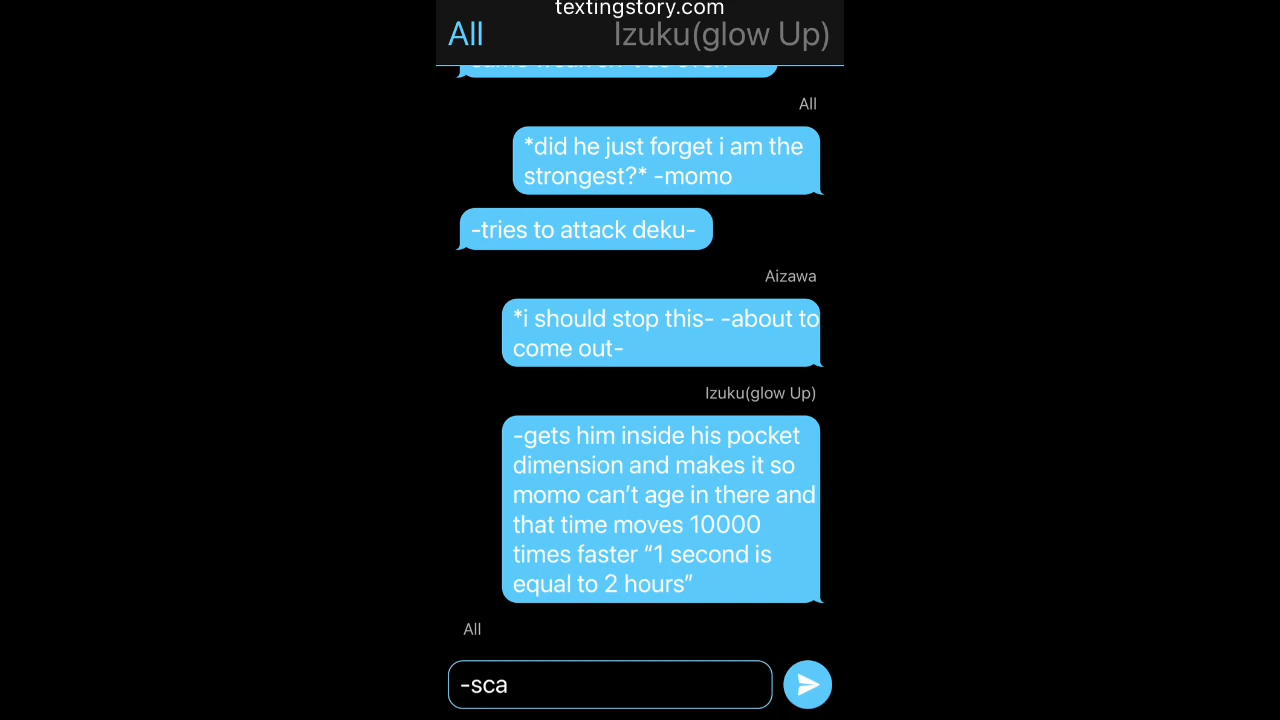 textingstory.com
All
Izuku(glow Up)
All
*did he just forget i am the
strongest?* -momo
-tries to attack deku-
Aizawa
*i should stop this- -about to
come out-
Izuku(glow Up)
-gets him inside his pocket
dimension and makes it so
momo can’t age in there and
that time moves 10000
times faster “1 second is
equal to 2 hours”
All
-sca